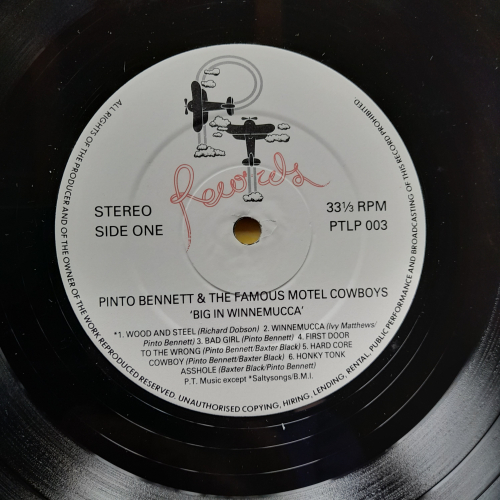 Records
STEREO
SIDE ONE
33⅓ RPM
PTLP 003
PINTO BENNETT & THE FAMOUS MOTEL COWBOYS
'BIG IN WINNEMUCCA'
*1. WOOD AND STEEL (Richard Dobson) 2. WINNEMUCCA (Ivy Matthews/
Pinto Bennett) 3. BAD GIRL (Pinto Bennett) 4. FIRST DOOR
TO THE WRONG (Pinto Bennett/Baxter Black) 5. HARD CORE
COWBOY (Pinto Bennett/Baxter Black) 6. HONKY TONK
ASSHOLE (Baxter Black/Pinto Bennett)
P.T. Music except *Saltysongs/B.M.I.
ALL RIGHTS OF THE PRODUCER AND OF THE OWNER OF THE WORK REPRODUCED RESERVED. UNAUTHORISED COPYING, HIRING, LENDING, RENTAL, PUBLIC PERFORMANCE AND BROADCASTING OF THIS RECORD PROHIBITED.